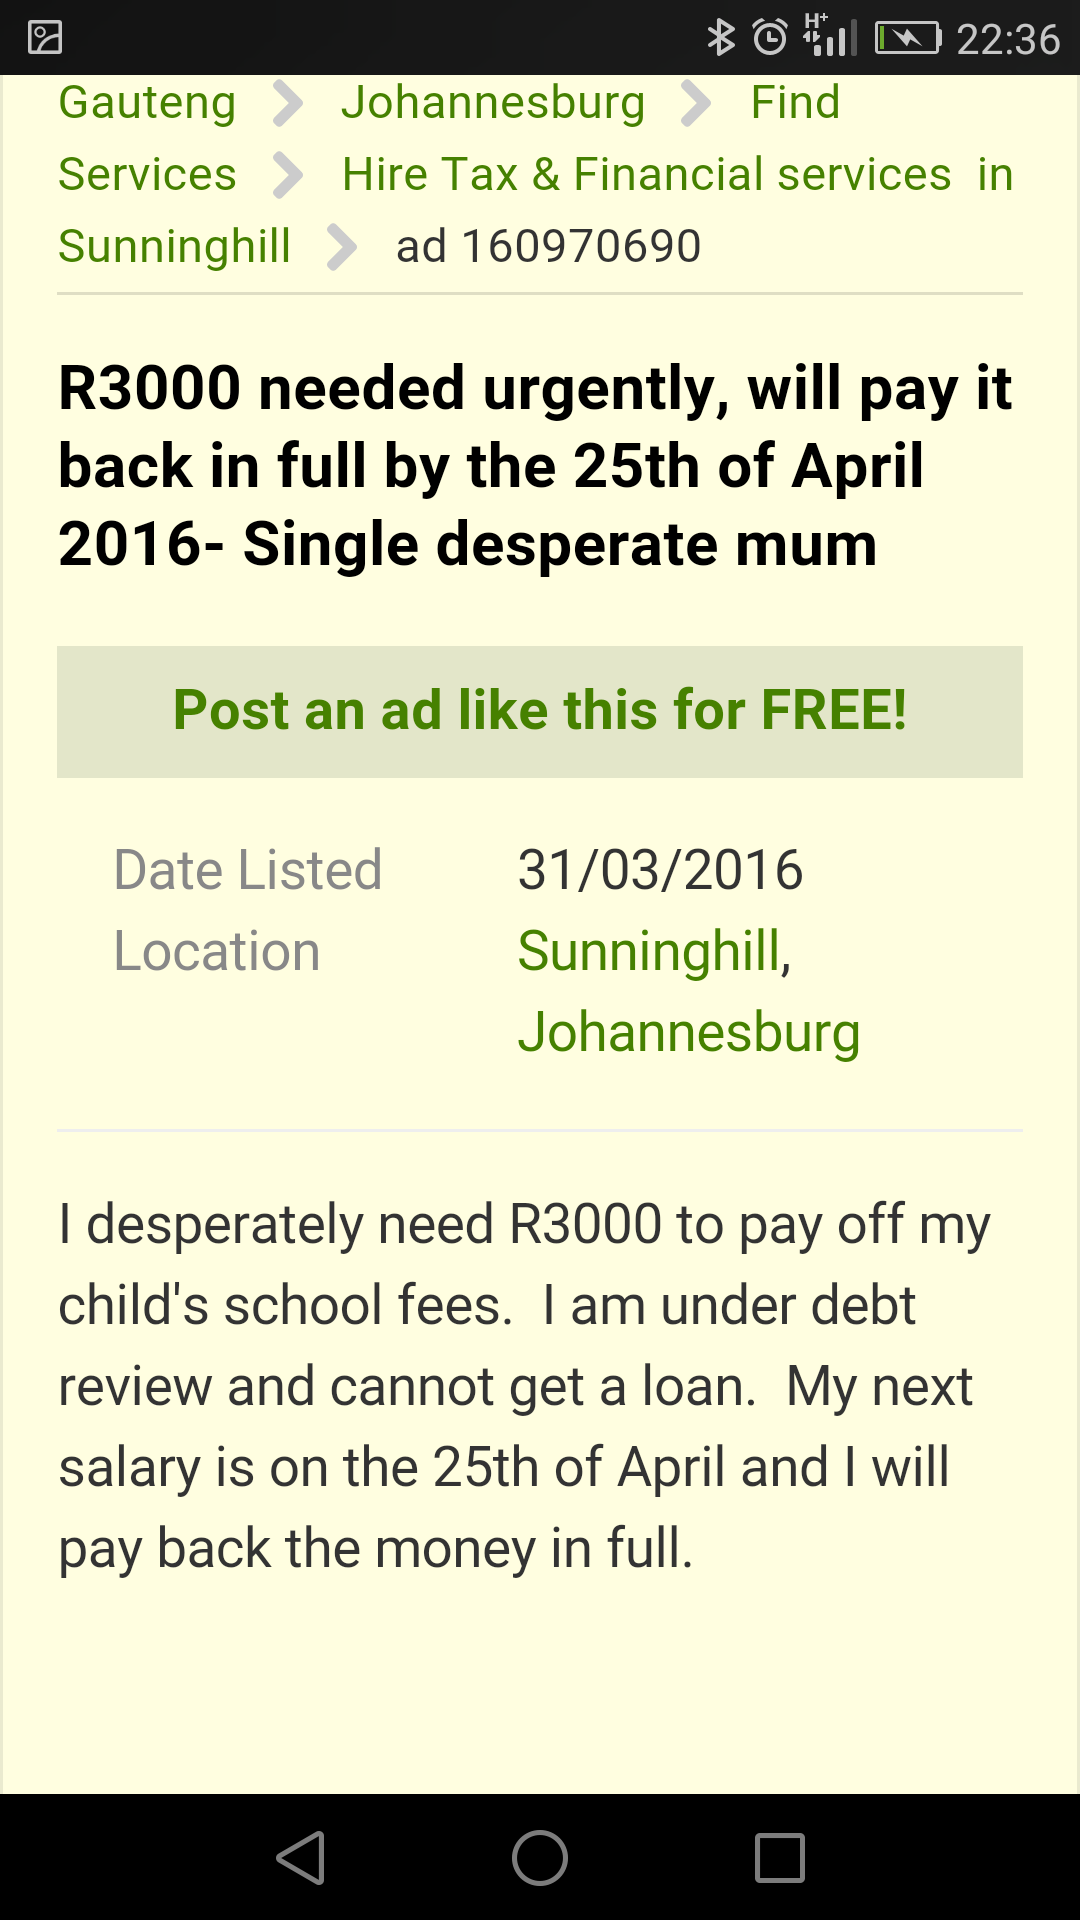 H+
22:36
Gauteng Johannesburg Find
Services Hire Tax & Financial services in
Sunninghill ad 160970690
R3000 needed urgently, will pay it
back in full by the 25th of April
2016- Single desperate mum
Post an ad like this for FREE!
Date Listed 31/03/2016
Location Sunninghill,
Johannesburg
I desperately need R3000 to pay off my
child's school fees.  I am under debt
review and cannot get a loan.  My next
salary is on the 25th of April and I will
pay back the money in full.